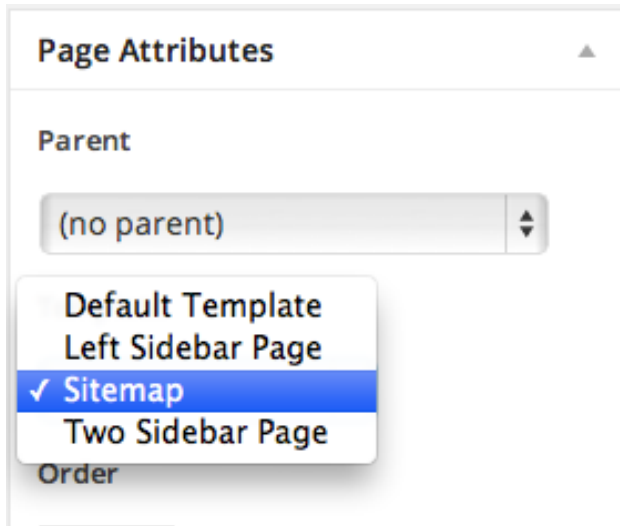 Page Attributes
Parent
(no parent)
Default Template
Left Sidebar Page
✓ Sitemap
Two Sidebar Page
Order